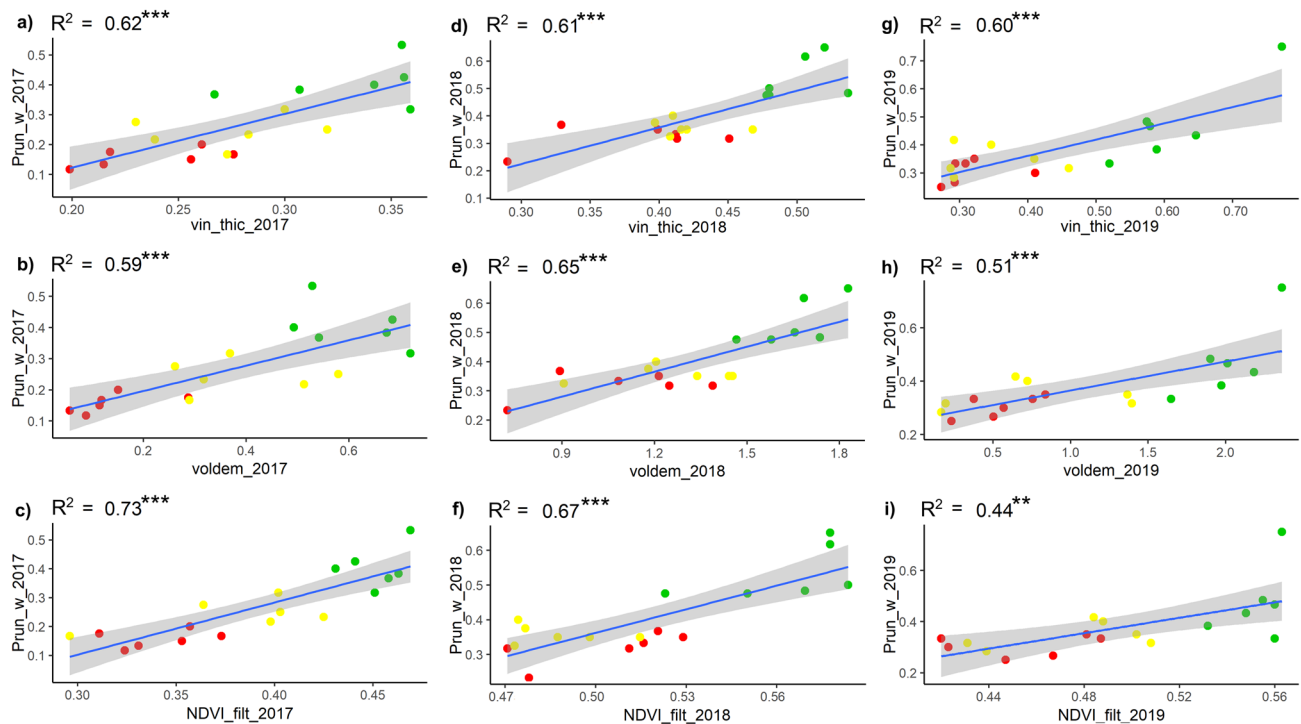 a) R² = 0.62***
Prun_w_2017
0.5
0.4
0.3
0.2
0.1
0.20 0.25 0.30 0.35
vin_thic_2017
d) R² = 0.61***
Prun_w_2018
0.6
0.5
0.4
0.3
0.2
0.1
0.30 0.40 0.50
vin_thic_2018
g) R² = 0.60***
Prun_w_2019
0.7
0.5
0.3
0.30 0.40 0.50 0.60 0.70
vin_thic_2019
b) R² = 0.59***
Prun_w_2017
0.5
0.4
0.3
0.2
0.1
0.2 0.4 0.6
voldem_2017
e) R² = 0.65***
Prun_w_2018
0.6
0.5
0.4
0.3
0.2
0.9 1.2 1.5 1.8
voldem_2018
h) R² = 0.51***
Prun_w_2019
0.6
0.4
0.2
0.5 1.0 1.5 2.0
voldem_2019
c) R² = 0.73***
Prun_w_2017
0.5
0.4
0.3
0.2
0.1
0.30 0.35 0.40 0.45
NDVI_filt_2017
f) R² = 0.67***
Prun_w_2018
0.6
0.5
0.4
0.3
0.47 0.50 0.53 0.56
NDVI_filt_2018
i) R² = 0.44**
Prun_w_2019
0.6
0.4
0.2
0.44 0.48 0.52 0.56
NDVI_filt_2019